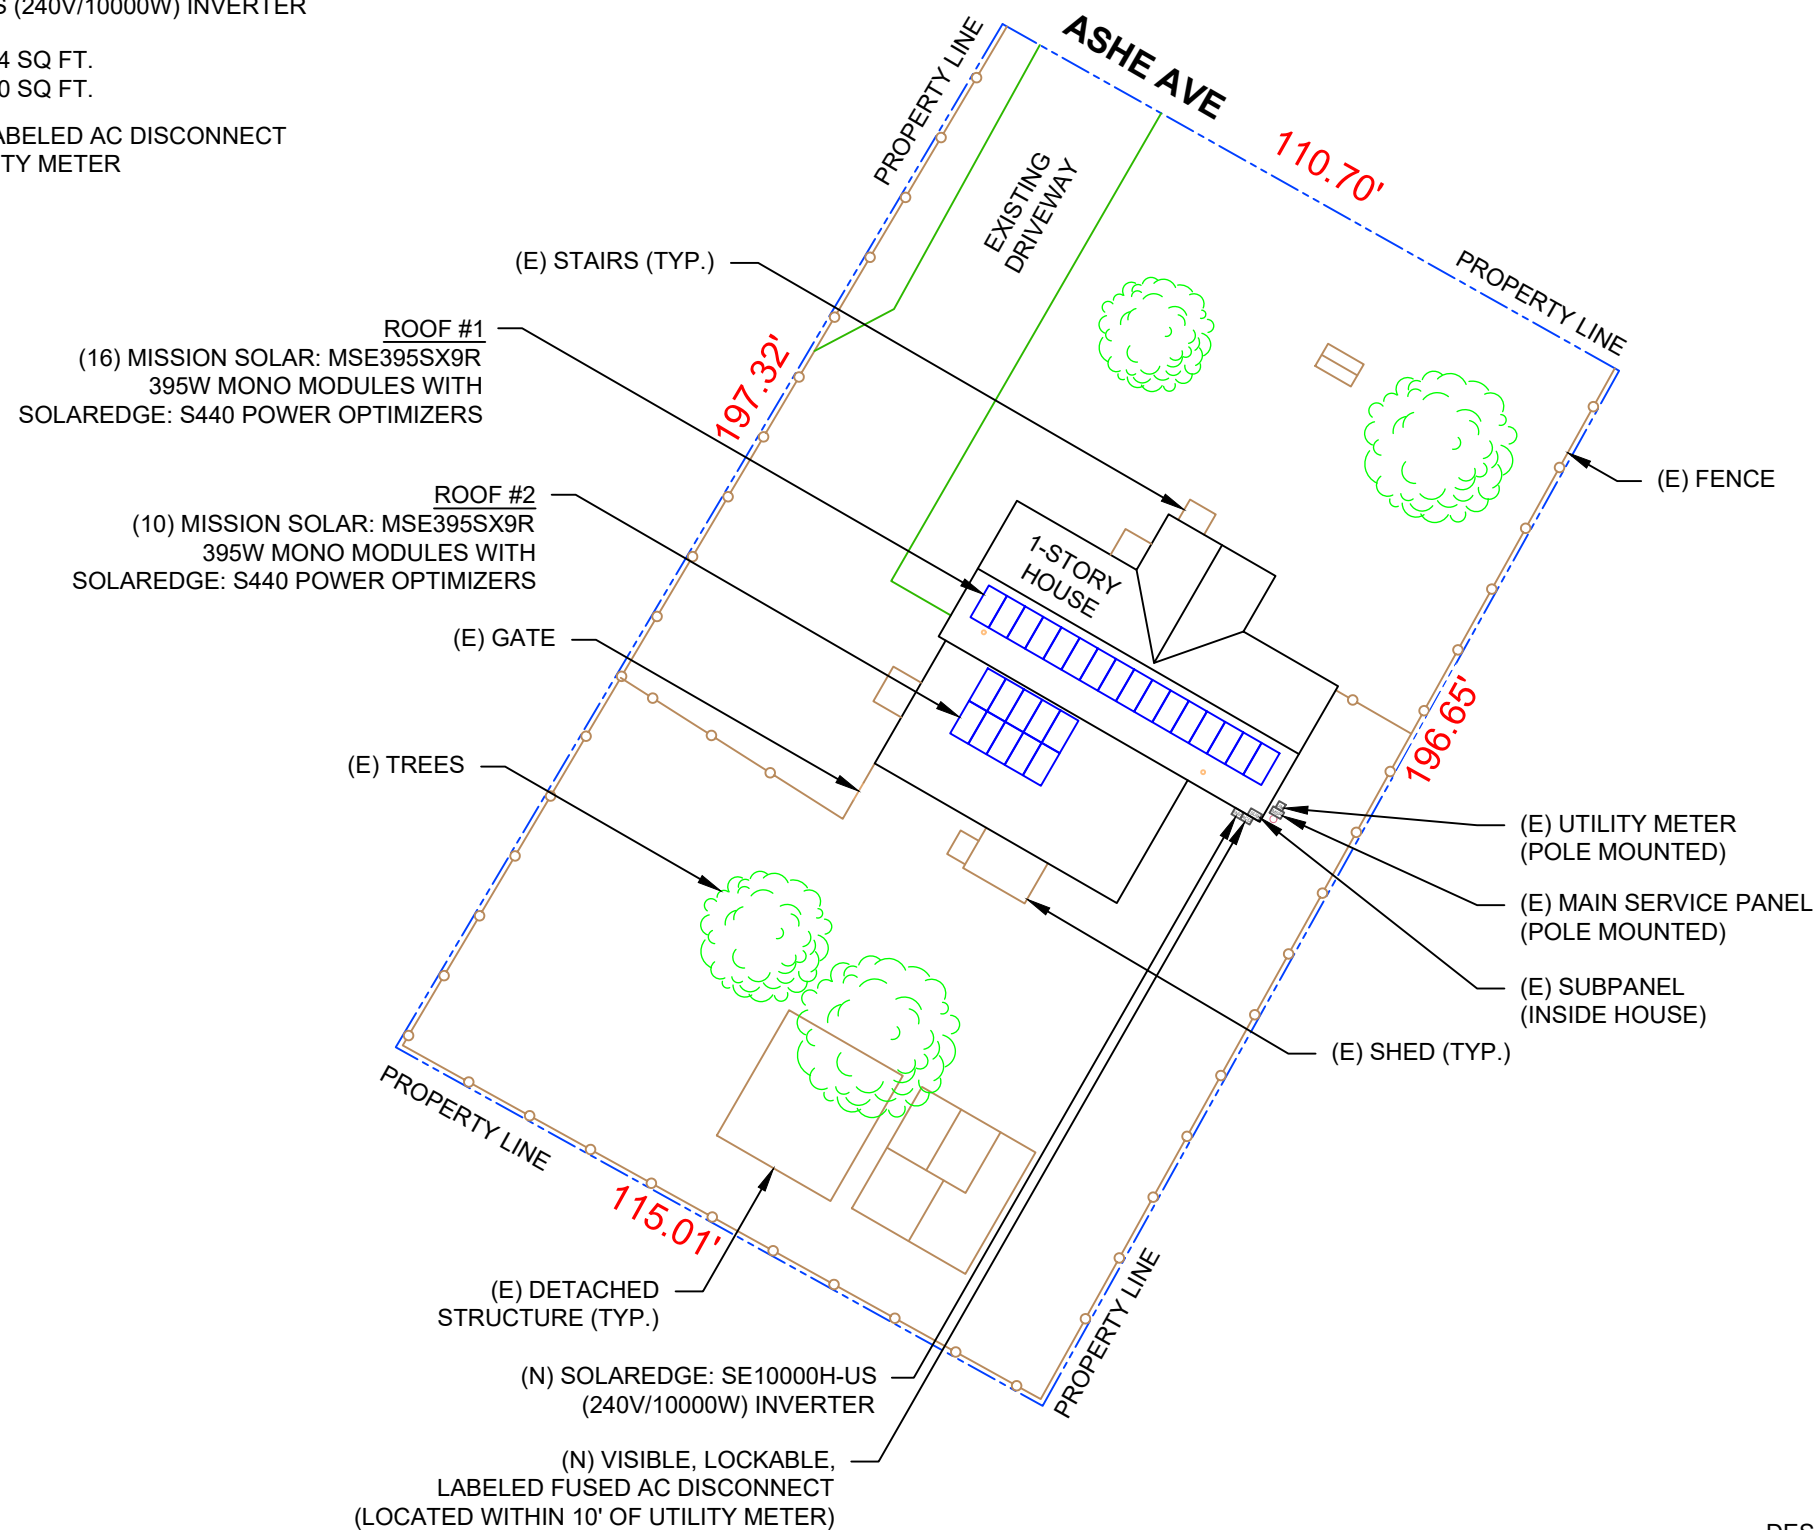 S (240V/10000W) INVERTER
4 SQ FT.
0 SQ FT.
ABELED AC DISCONNECT
ITY METER
ASHE AVE
PROPERTY LINE
110.70'
EXISTING
DRIVEWAY
PROPERTY LINE
(E) STAIRS (TYP.)
ROOF #1
(16) MISSION SOLAR: MSE395SX9R
395W MONO MODULES WITH
SOLAREDGE: S440 POWER OPTIMIZERS
197.32'
(E) FENCE
ROOF #2
(10) MISSION SOLAR: MSE395SX9R
395W MONO MODULES WITH
SOLAREDGE: S440 POWER OPTIMIZERS
1-STORY
HOUSE
(E) GATE
196.65'
(E) TREES
(E) UTILITY METER
(POLE MOUNTED)
(E) MAIN SERVICE PANEL
(POLE MOUNTED)
(E) SUBPANEL
(INSIDE HOUSE)
(E) SHED (TYP.)
PROPERTY LINE
115.01'
PROPERTY LINE
(E) DETACHED
STRUCTURE (TYP.)
(N) SOLAREDGE: SE10000H-US
(240V/10000W) INVERTER
(N) VISIBLE, LOCKABLE,
LABELED FUSED AC DISCONNECT
(LOCATED WITHIN 10' OF UTILITY METER)